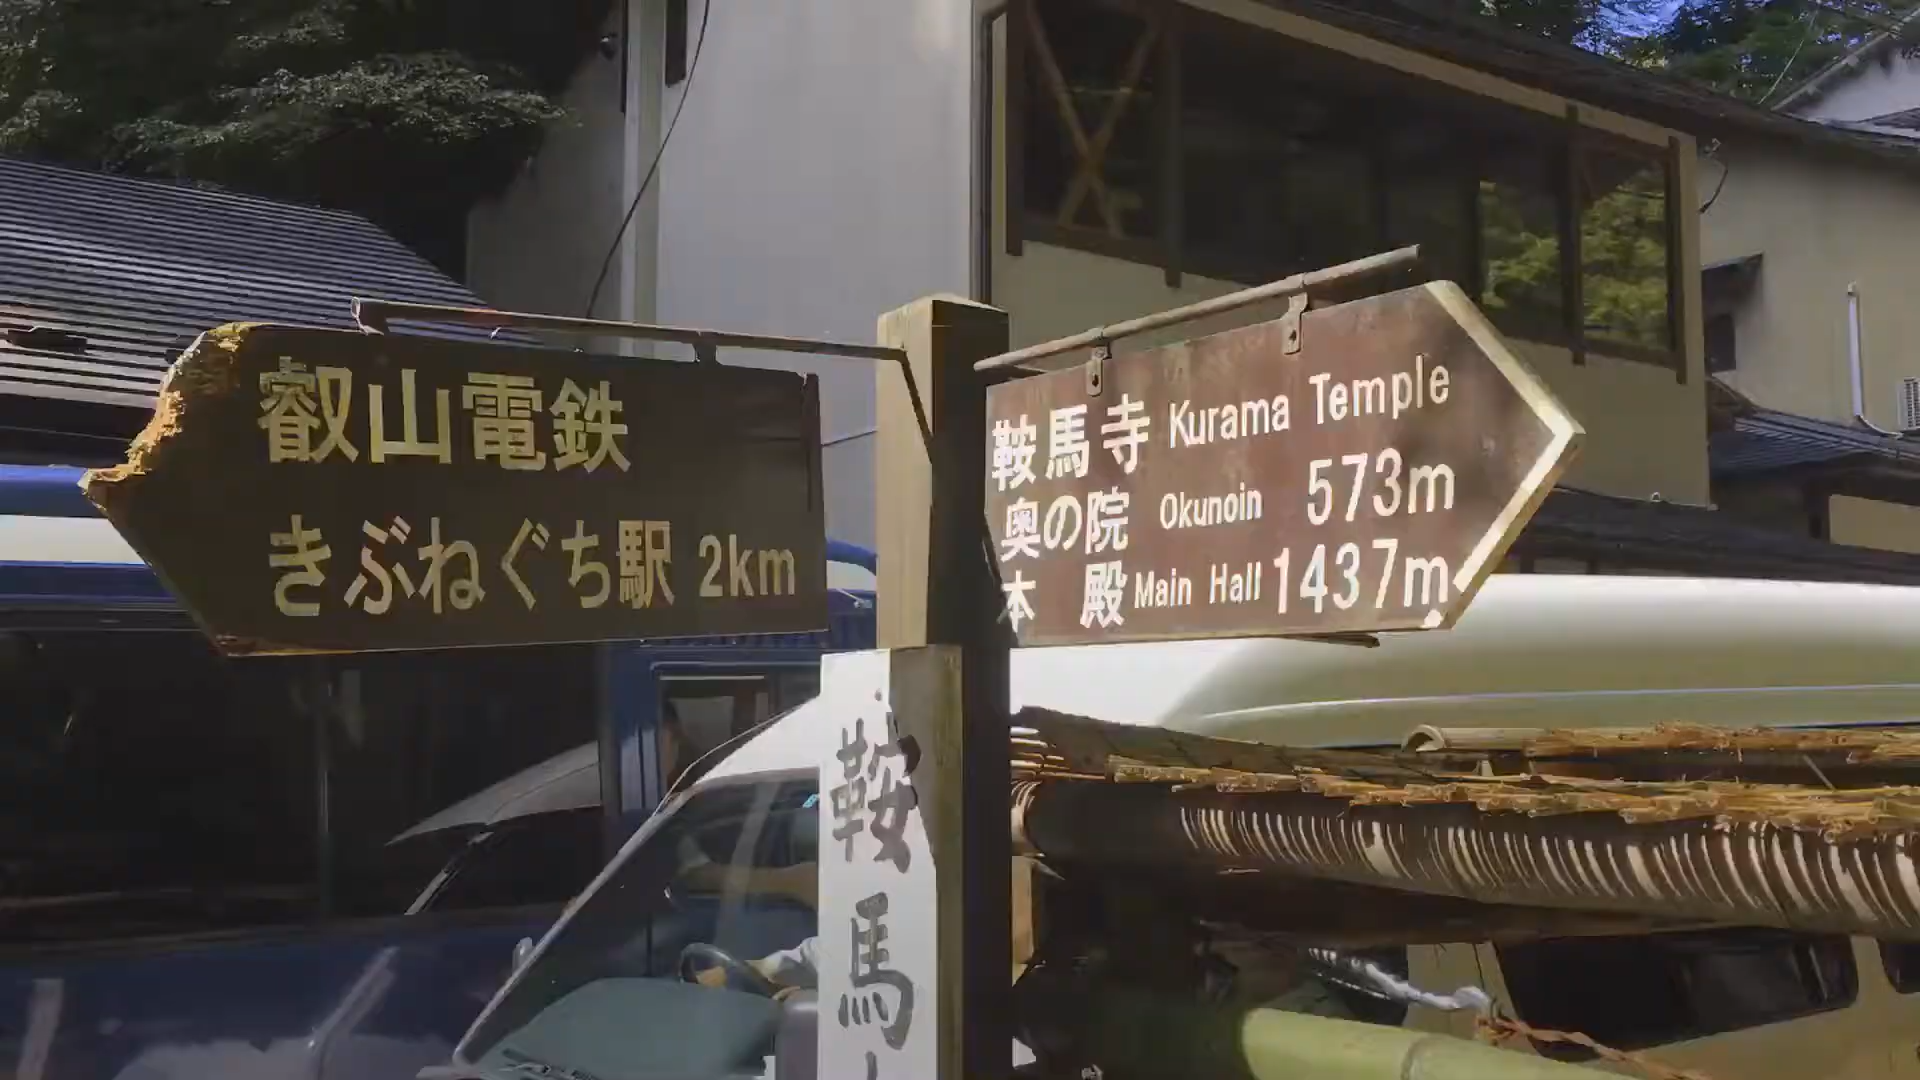 叡山電鉄
きぶねぐち駅 2km
鞍馬寺 Kurama Temple
奥の院 Okunoin 573m
本 殿 Main Hall 1437m
鞍馬